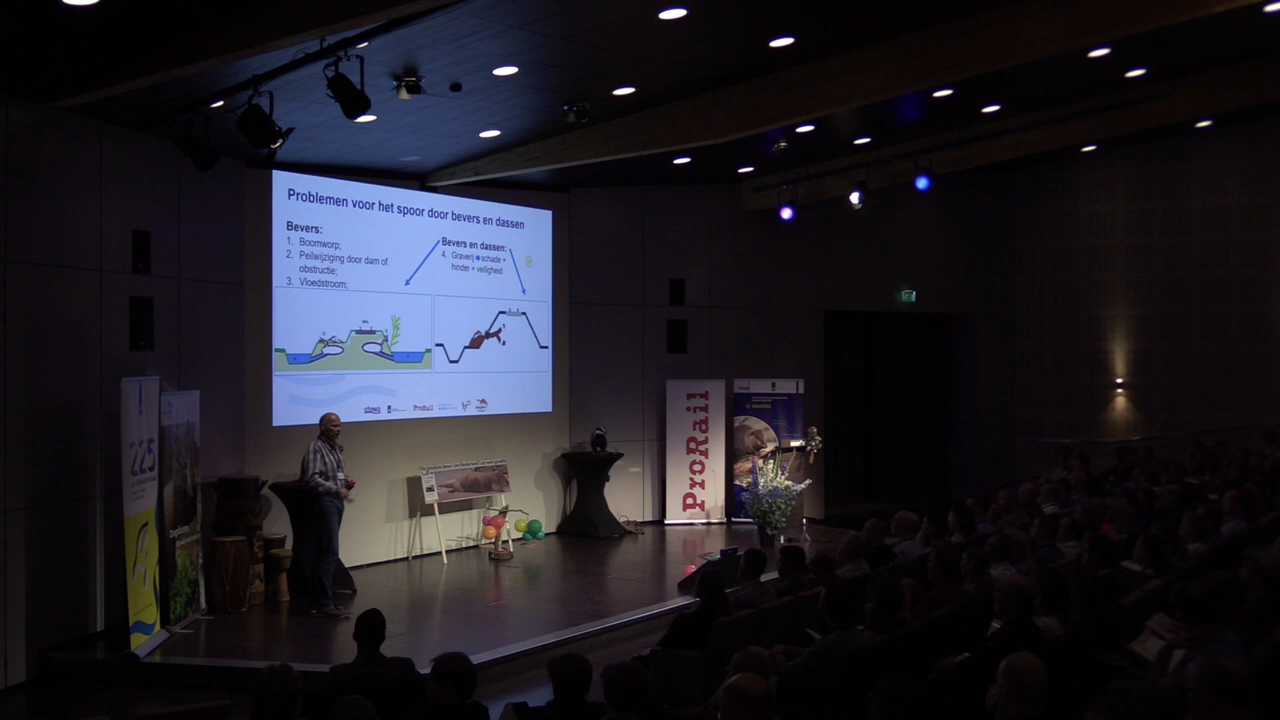 Problemen voor het spoor door bevers en dassen
Bevers:
1. Boomworp;
2. Peilwijziging door dam of
obstructie;
3. Vloedstroom;
Bevers en dassen:
4. Graverij schade +
hinder + veiligheid
ProRail
225
ProRail